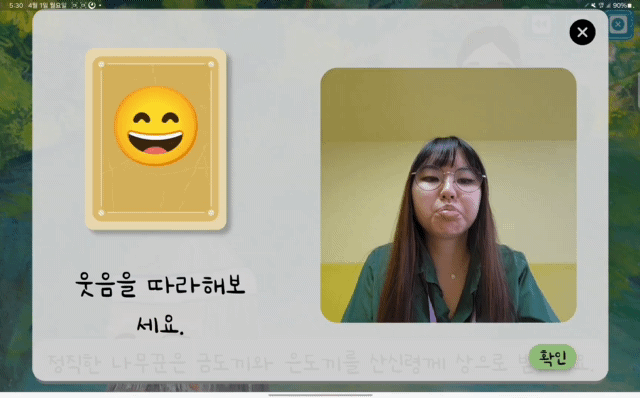 5:30 4월 1일 월요일
90%
웃음을 따라해보
세요.
정직한 나무꾼은 금도끼와 은도끼를 산신령께 상으로
확인